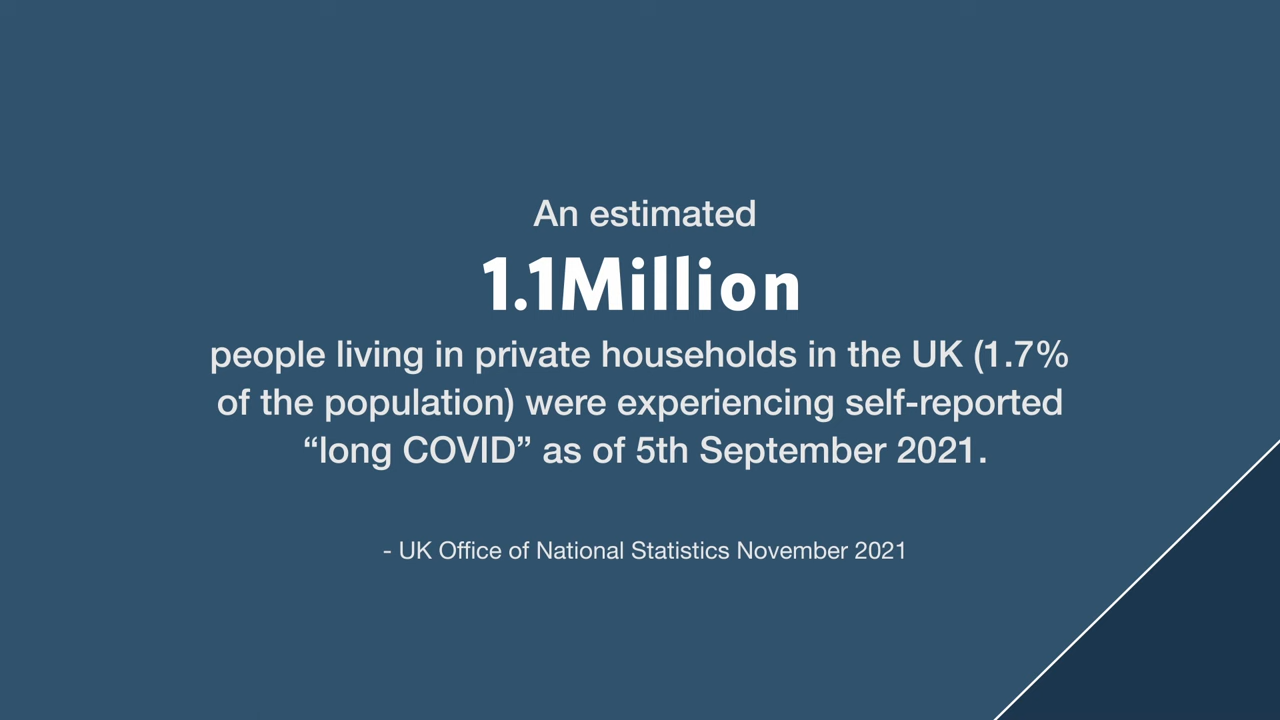 An estimated
1.1Million
people living in private households in the UK (1.7%
of the population) were experiencing self-reported
“long COVID” as of 5th September 2021.
- UK Office of National Statistics November 2021